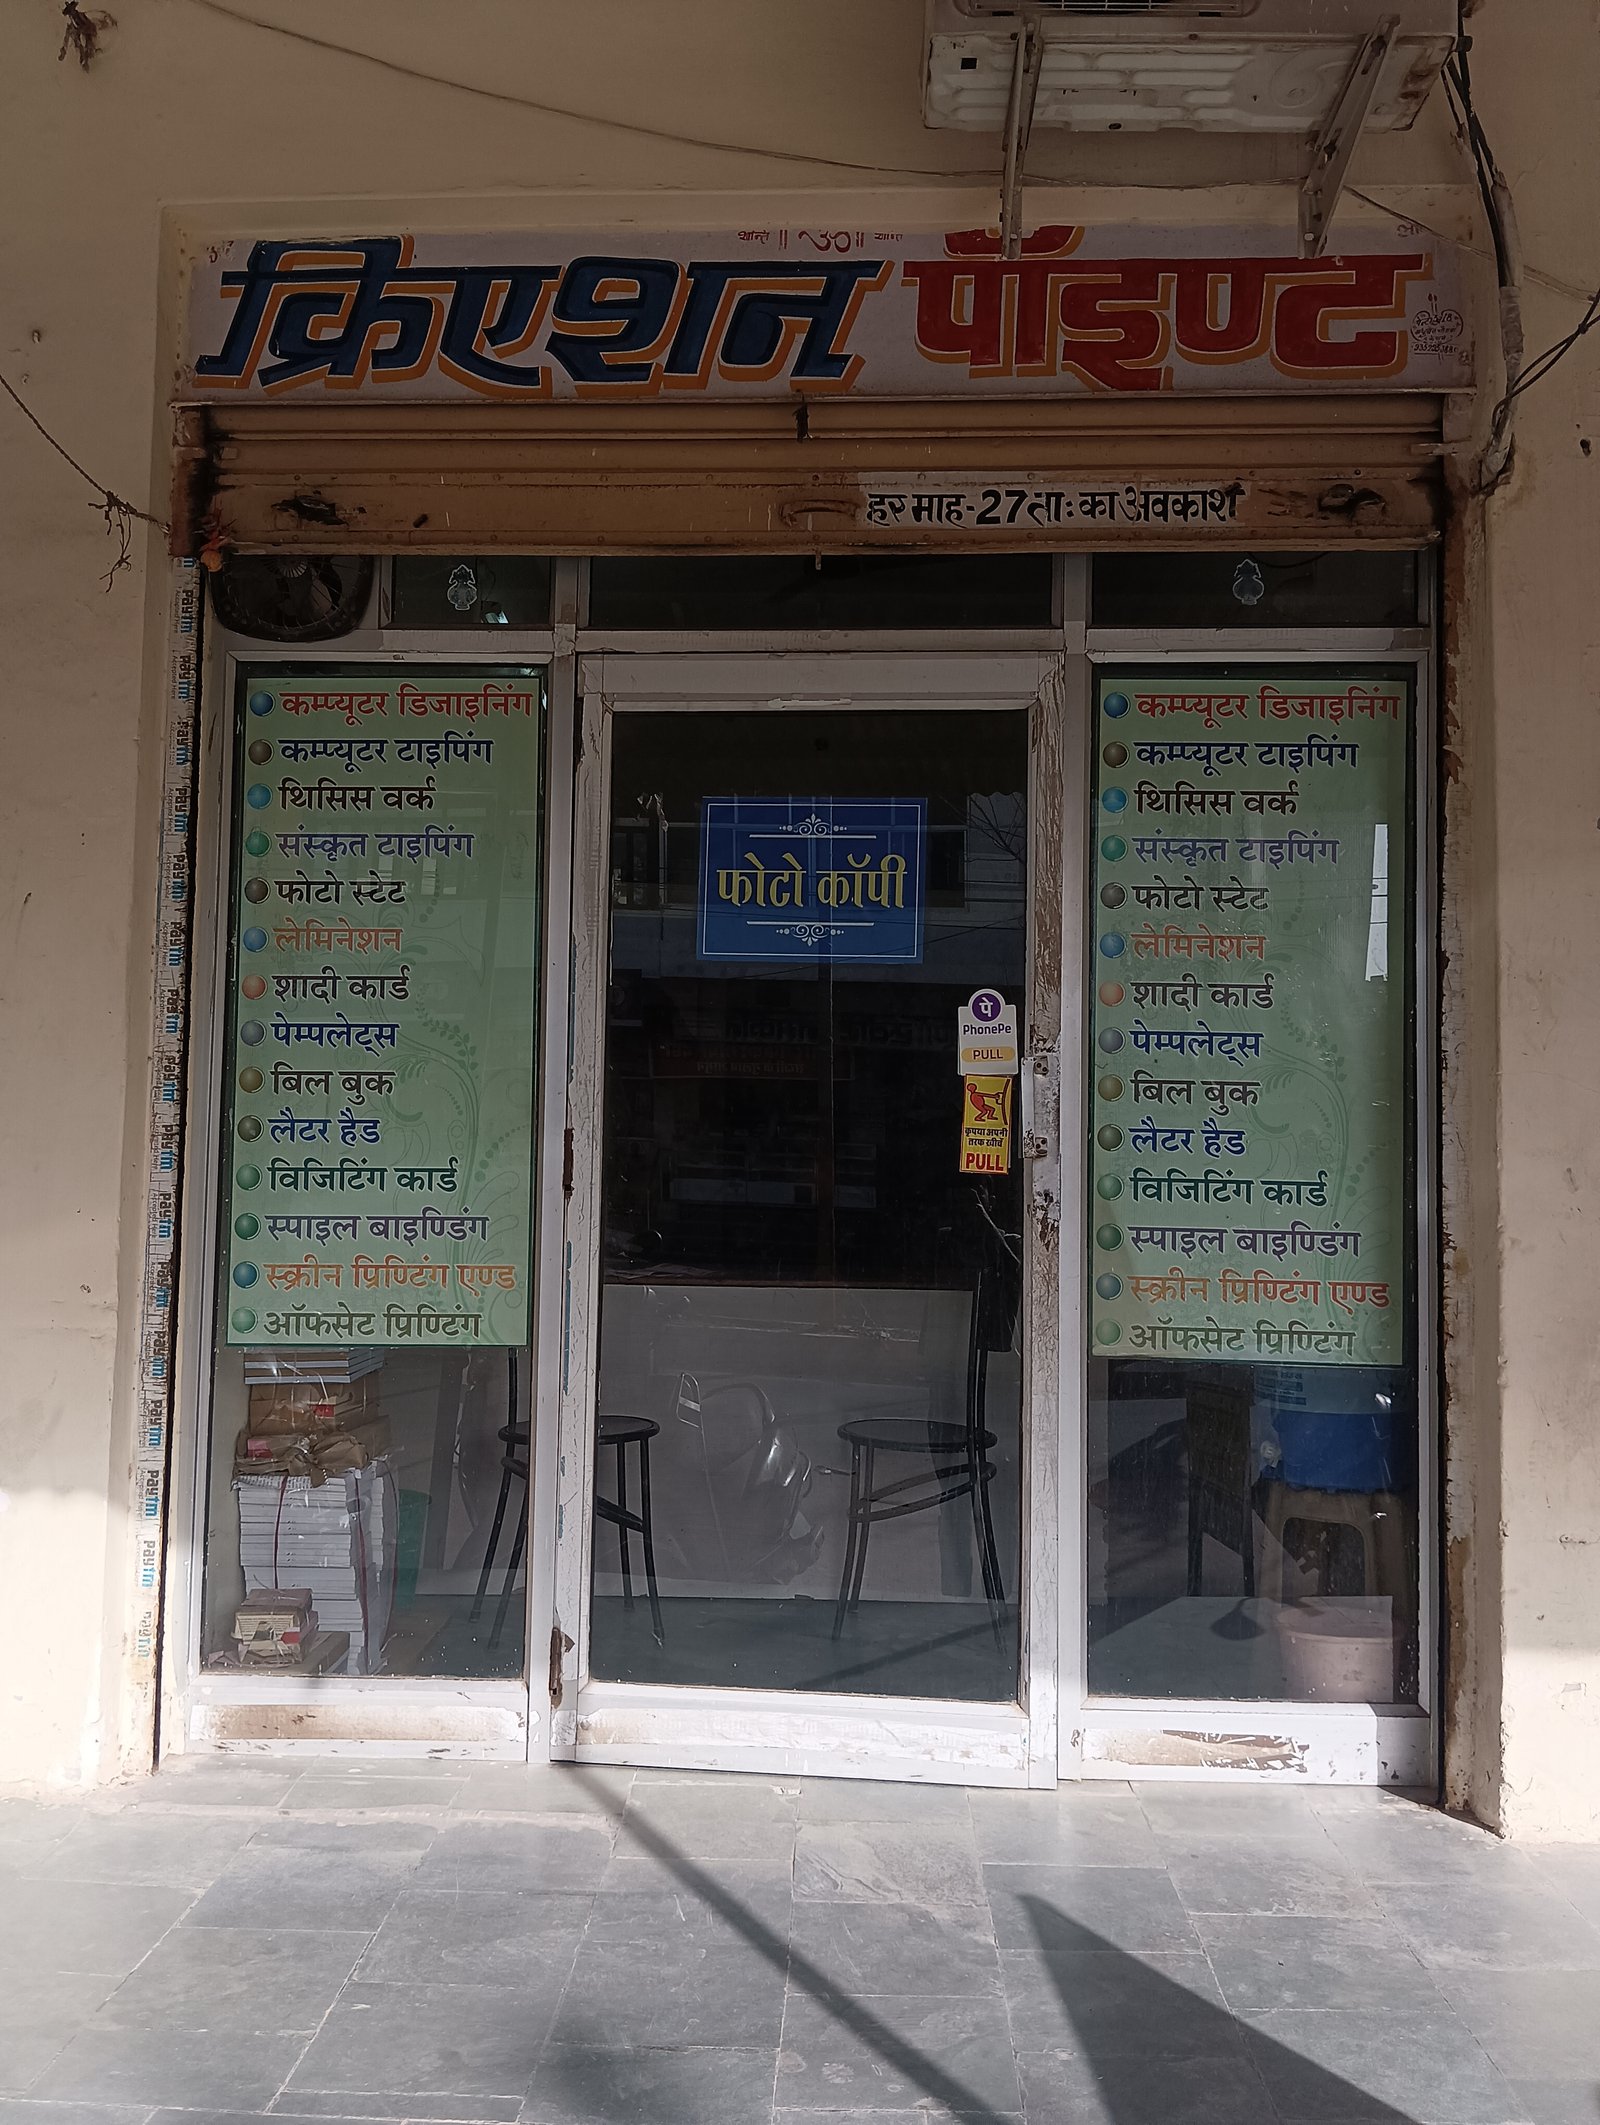 शान्ति ॥ ॐ ॥ शान्ति
क्रिएशन पॉइण्ट
हर माह-27 ताः का अवकाश
कम्प्यूटर डिजाइनिंग
कम्प्यूटर टाइपिंग
थिसिस वर्क
संस्कृत टाइपिंग
फोटो स्टेट
लेमिनेशन
शादी कार्ड
पेम्पलेट्स
बिल बुक
लैटर हैड
विजिटिंग कार्ड
स्पाइल बाइण्डिंग
स्क्रीन प्रिण्टिंग एण्ड
ऑफसेट प्रिण्टिंग
फोटो कॉपी
पे
PhonePe
PULL
कृपया अपनी
तरफ खींचें
PULL
कम्प्यूटर डिजाइनिंग
कम्प्यूटर टाइपिंग
थिसिस वर्क
संस्कृत टाइपिंग
फोटो स्टेट
लेमिनेशन
शादी कार्ड
पेम्पलेट्स
बिल बुक
लैटर हैड
विजिटिंग कार्ड
स्पाइल बाइण्डिंग
स्क्रीन प्रिण्टिंग एण्ड
ऑफसेट प्रिण्टिंग
Paytm